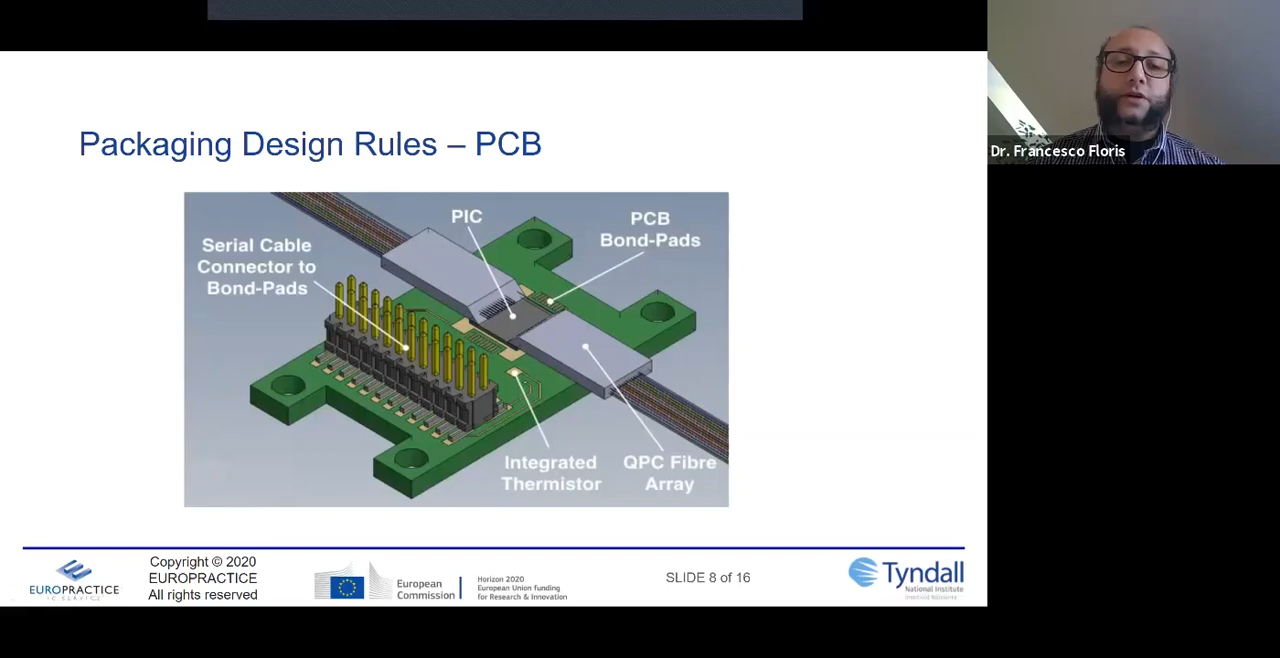 Dr. Francesco Floris
Packaging Design Rules – PCB
PIC
PCB
Bond-Pads
Serial Cable
Connector to
Bond-Pads
Integrated
Thermistor
QPC Fibre
Array
EUROPRACTICE
IC SERVICE
Copyright © 2020
EUROPRACTICE
All rights reserved
European
Commission
Horizon 2020
European Union funding
for Research & Innovation
SLIDE 8 of 16
Tyndall
National Institute